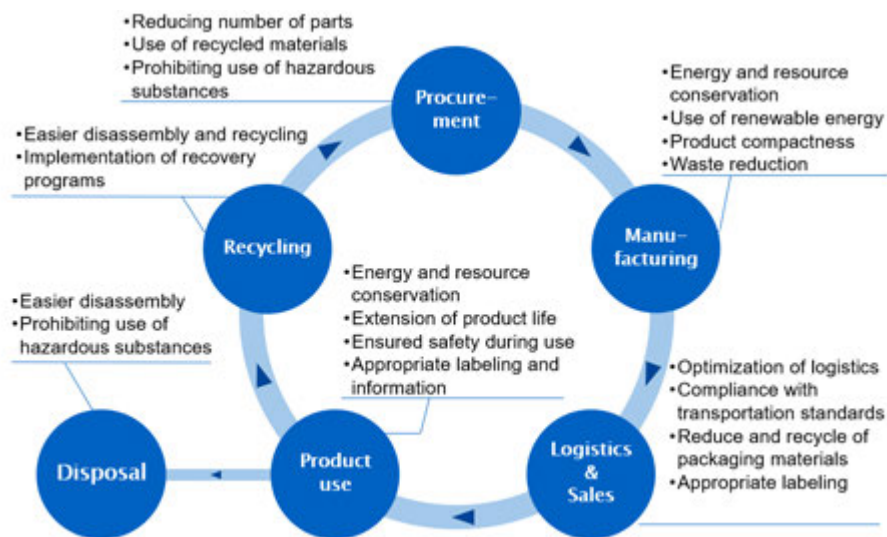 •Reducing number of parts
•Use of recycled materials
•Prohibiting use of hazardous
substances
Procure–
ment
•Energy and resource
conservation
•Use of renewable energy
•Product compactness
•Waste reduction
Manu–
facturing
•Easier disassembly and recycling
•Implementation of recovery
programs
Recycling
•Energy and resource
conservation
•Extension of product life
•Ensured safety during use
•Appropriate labeling and
information
Product
use
•Optimization of logistics
•Compliance with
transportation standards
•Reduce and recycle of
packaging materials
•Appropriate labeling
Logistics
&
Sales
•Easier disassembly
•Prohibiting use of
hazardous substances
Disposal